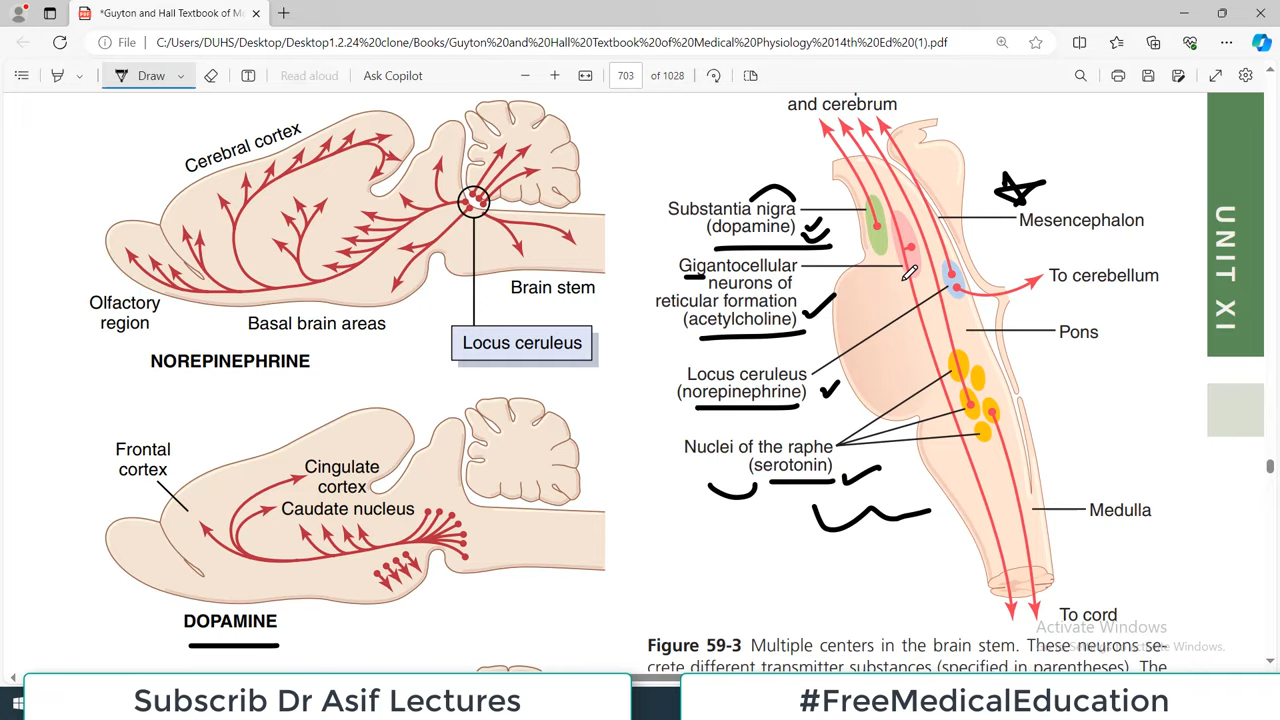 *Guyton and Hall Textbook of M
File
C:/Users/DUHS/Desktop/Desktop1.2.24%20clone/Books/Guyton%20and%20Hall%20Textbook%20of%20Medical%20Physiology%2014th%20Ed%20(1).pdf
Draw
Read aloud
Ask Copilot
703 of 1028
Cerebral cortex
Olfactory
region
Basal brain areas
Brain stem
Locus ceruleus
NOREPINEPHRINE
Frontal
cortex
Cingulate
cortex
Caudate nucleus
DOPAMINE
and cerebrum
Substantia nigra
(dopamine)
Gigantocellular
neurons of
reticular formation
(acetylcholine)
Locus ceruleus
(norepinephrine)
Nuclei of the raphe
(serotonin)
Mesencephalon
To cerebellum
Pons
Medulla
To cord
UNIT XI
Activate Windows
Figure 59-3 Multiple centers in the brain stem. These neurons se-
crete different transmitter substances (specified in parentheses). The
Subscrib Dr Asif Lectures
#FreeMedicalEducation